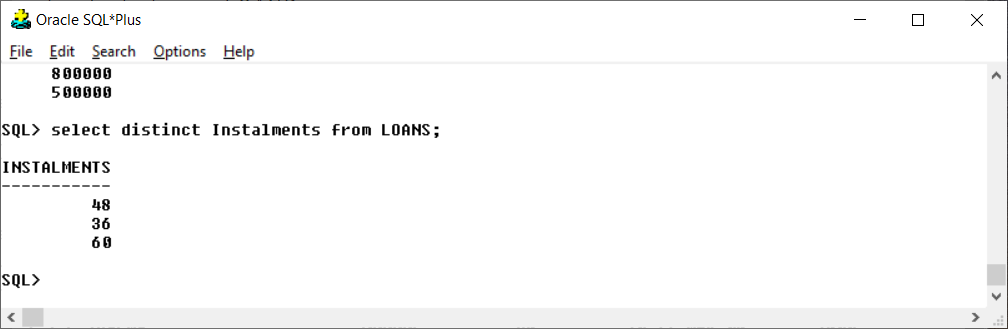 Oracle SQL*Plus
File Edit Search Options Help
800000
500000
SQL> select distinct Instalments from LOANS;
INSTALMENTS
-----------
48
36
60
SQL>